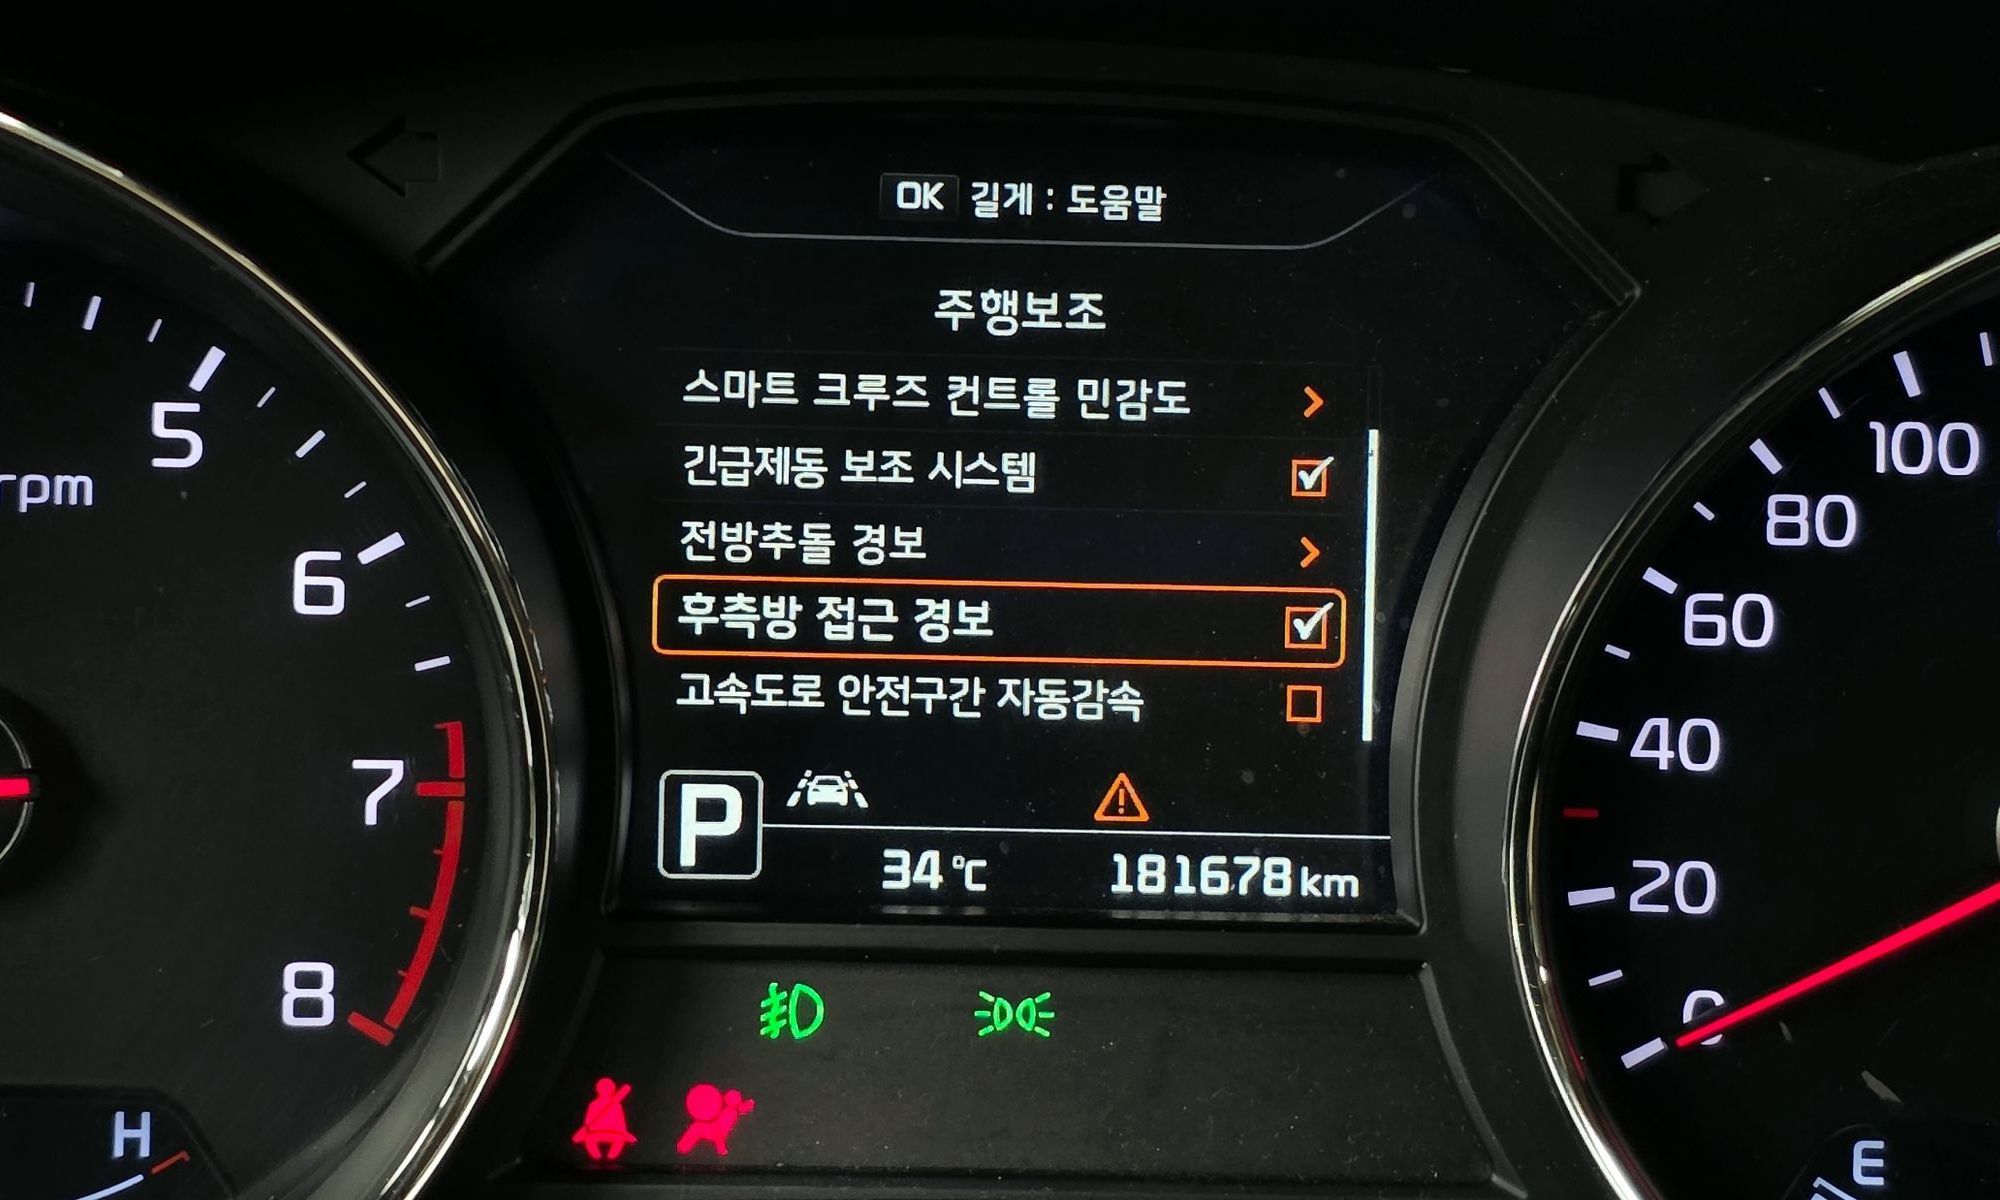 OK 길게 : 도움말
주행보조
스마트 크루즈 컨트롤 민감도
긴급제동 보조 시스템
전방추돌 경보
후측방 접근 경보
고속도로 안전구간 자동감속
P
34℃ 181678 km
5
rpm
6
7
8
H
100
80
60
40
20
0
E